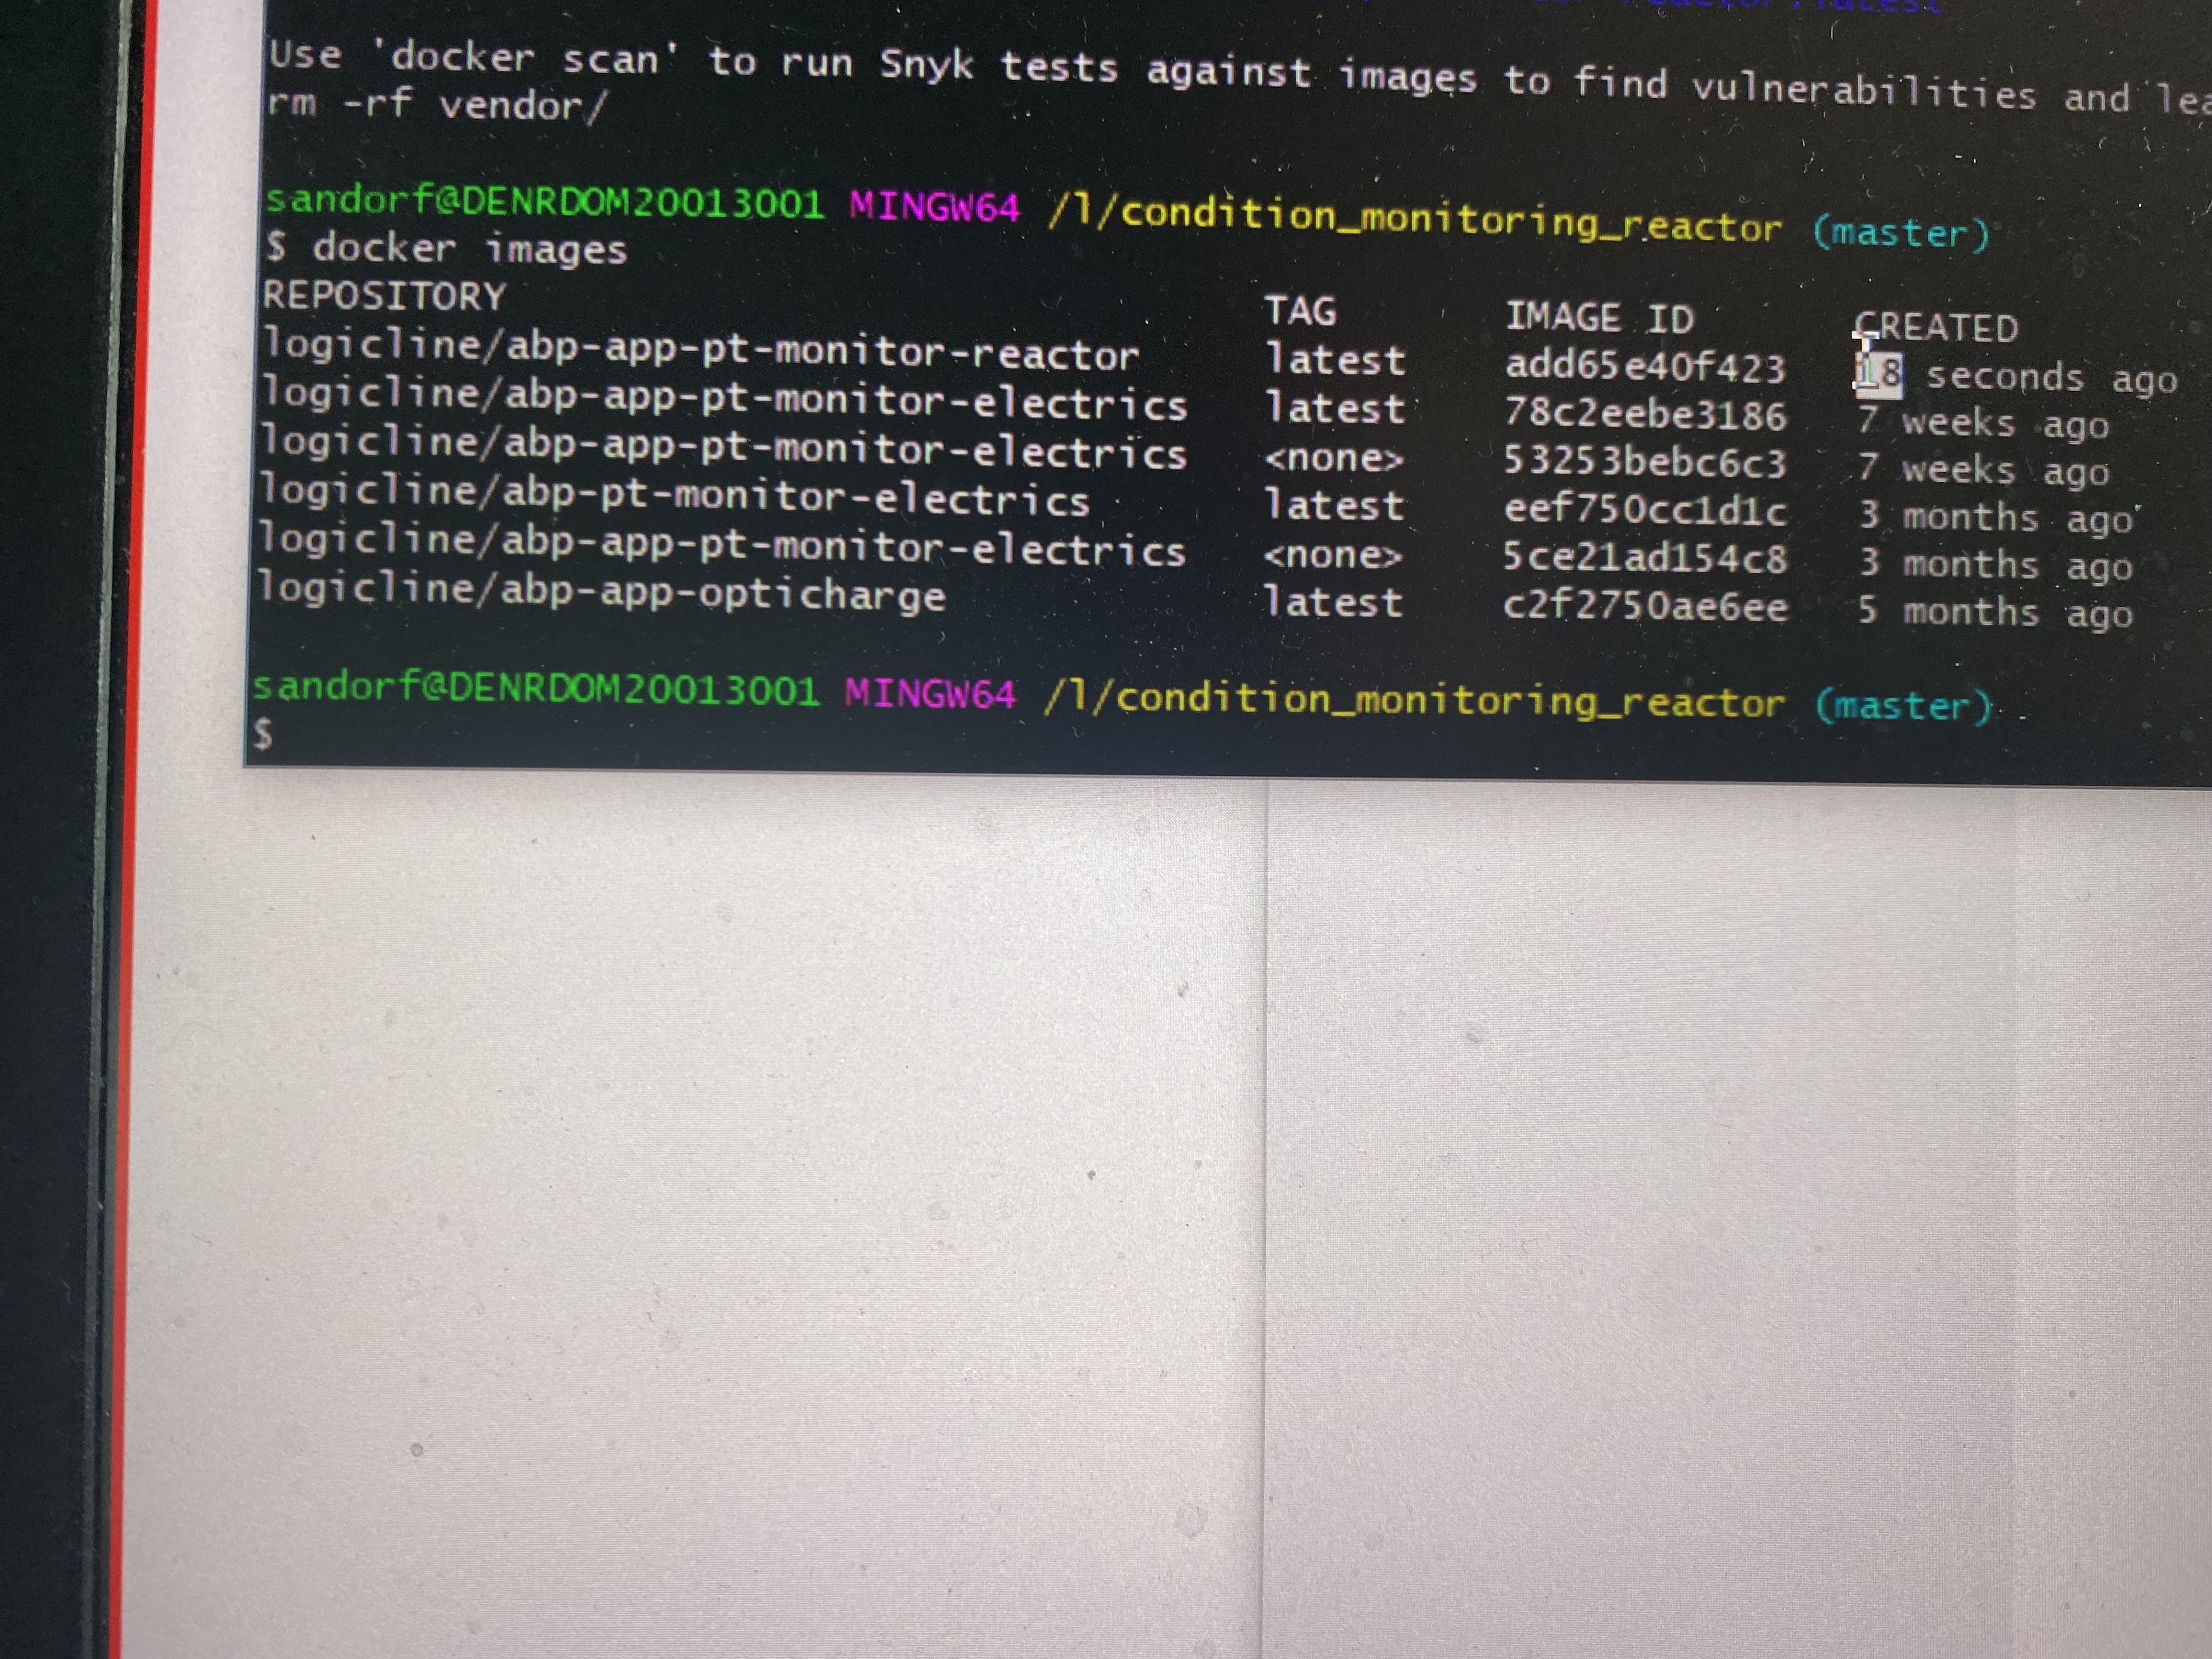 Use 'docker scan' to run Snyk tests against images to find vulnerabilities and
rm -rf vendor/
sandorf@DENRDOM20013001 MINGW64 /l/condition_monitoring_reactor (master)
$ docker images
REPOSITORY TAG IMAGE ID CREATED
logicline/abp-app-pt-monitor-reactor latest add65e40f423 18 seconds ago
logicline/abp-app-pt-monitor-electrics latest 78c2eebe3186 7 weeks ago
logicline/abp-app-pt-monitor-electrics <none> 53253bebc6c3 7 weeks ago
logicline/abp-pt-monitor-electrics latest eef750cc1d1c 3 months ago
logicline/abp-app-pt-monitor-electrics <none> 5ce21ad154c8 3 months ago
logicline/abp-app-opticharge latest c2f2750ae6ee 5 months ago
sandorf@DENRDOM20013001 MINGW64 /l/condition_monitoring_reactor (master)
$